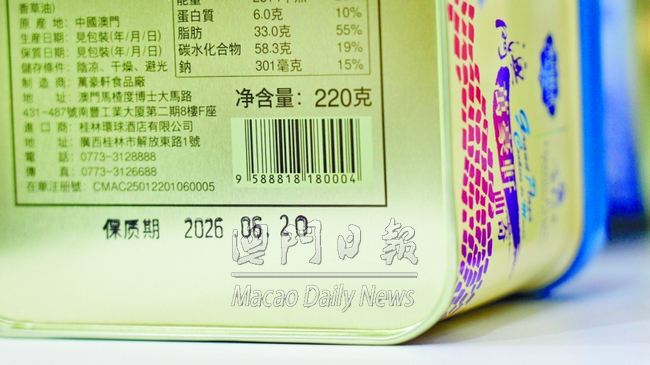 香草油)
原 產 地：中國澳門
生產日期：見包裝(年/月/日)
保質日期：見包裝(年/月/日)
儲存條件：陰涼、干燥、避光
製 造 商：萬豪軒食品廠
地 址：澳門馬楂度博士大馬路
431-487號南豐工業大廈第二期8樓F座
進 口 商：桂林環球酒店有限公司
地 址：廣西桂林市解放東路1號
電 話：0773-3128888
傳 真：0773-3126688
在華注册號：CMAC25012201060005
蛋白質 6.0克 10%
脂肪 33.0克 55%
碳水化合物 58.3克 19%
鈉 301毫克 15%
净含量：220克
9 588818 180004
保质期 2026 06. 20
澳門日報
Macao Daily News